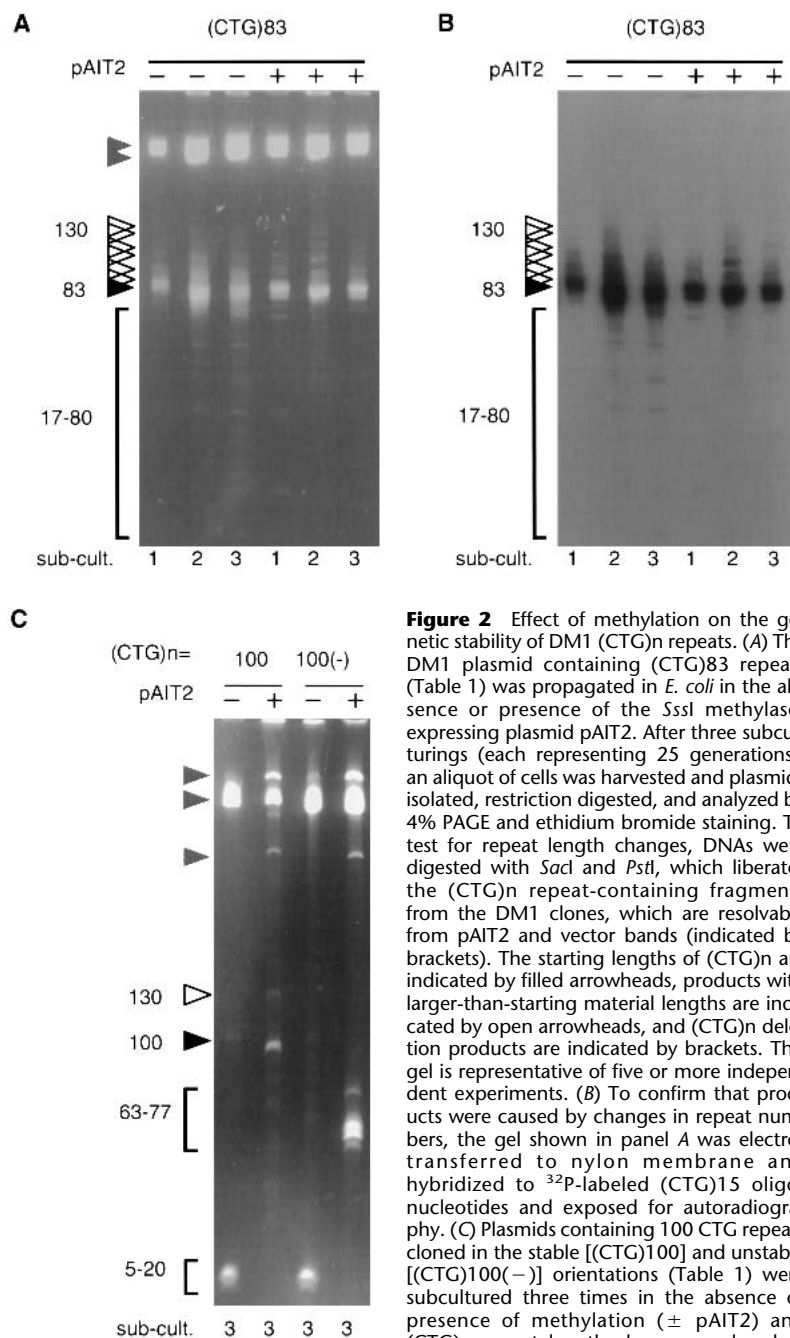 A
(CTG)83
pAIT2
− − − + + +
130
83
17-80
sub-cult. 1 2 3 1 2 3
B
(CTG)83
pAIT2
− − − + + +
130
83
17-80
sub-cult. 1 2 3 1 2 3
C
(CTG)n= 100 100(-)
pAIT2 − + − +
130
100
63-77
5-20
sub-cult. 3 3 3 3
Figure 2 Effect of methylation on the ge
netic stability of DM1 (CTG)n repeats. (A) Th
DM1 plasmid containing (CTG)83 repea
(Table 1) was propagated in E. coli in the ab
sence or presence of the SssI methylase
expressing plasmid pAIT2. After three subcu
turings (each representing 25 generations
an aliquot of cells was harvested and plasmid
isolated, restriction digested, and analyzed b
4% PAGE and ethidium bromide staining. T
test for repeat length changes, DNAs wer
digested with SacI and PstI, which liberate
the (CTG)n repeat-containing fragmen
from the DM1 clones, which are resolvab
from pAIT2 and vector bands (indicated b
brackets). The starting lengths of (CTG)n ar
indicated by filled arrowheads, products wit
larger-than-starting material lengths are ind
cated by open arrowheads, and (CTG)n dele
tion products are indicated by brackets. Th
gel is representative of five or more indepen
dent experiments. (B) To confirm that prod
ucts were caused by changes in repeat num
bers, the gel shown in panel A was electro
transferred to nylon membrane an
hybridized to 32P-labeled (CTG)15 oligo
nucleotides and exposed for autoradiogra
phy. (C) Plasmids containing 100 CTG repea
cloned in the stable [(CTG)100] and unstab
[(CTG)100(−)] orientations (Table 1) wer
subcultured three times in the absence o
presence of methylation (± pAIT2) an